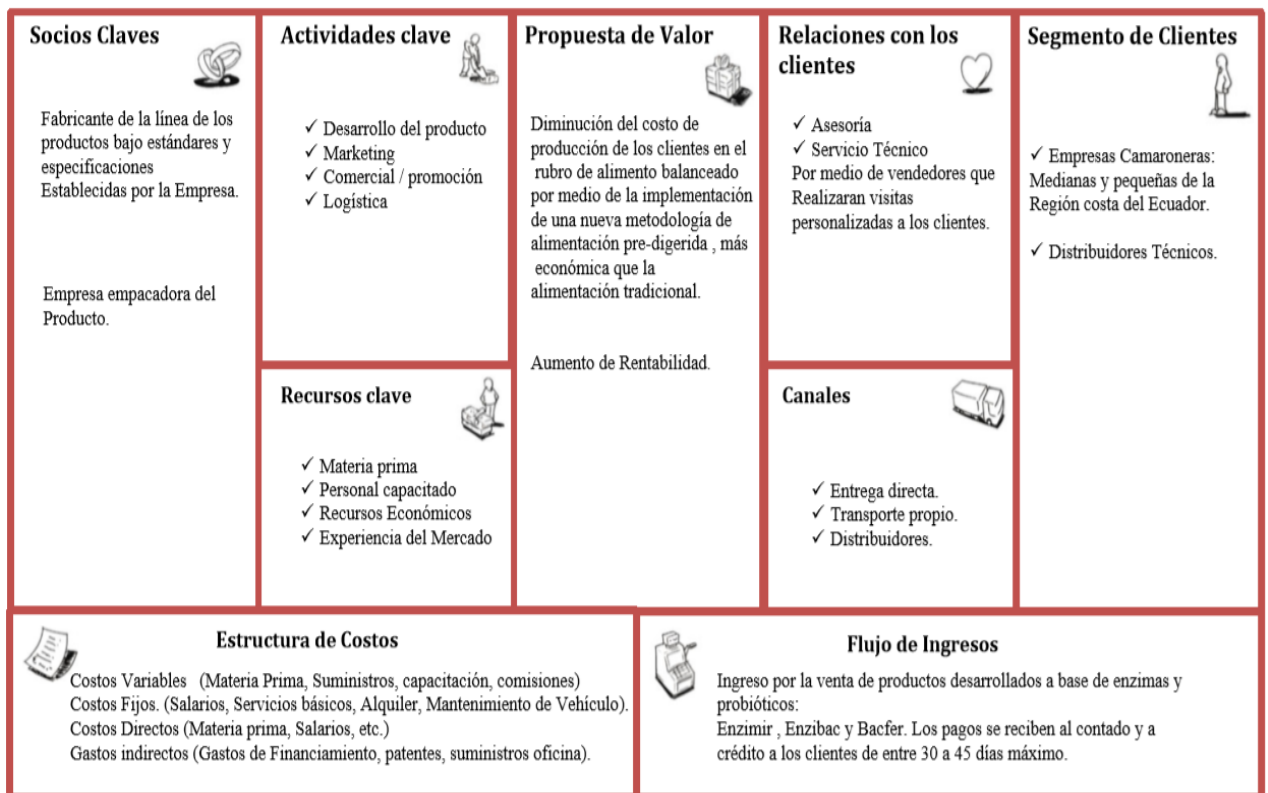 Socios Claves
Fabricante de la línea de los
productos bajo estándares y
especificaciones
Establecidas por la Empresa.
Empresa empacadora del
Producto.
Actividades clave
✓ Desarrollo del producto
✓ Marketing
✓ Comercial / promoción
✓ Logística
Recursos clave
✓ Materia prima
✓ Personal capacitado
✓ Recursos Económicos
✓ Experiencia del Mercado
Propuesta de Valor
Diminución del costo de
producción de los clientes en el
rubro de alimento balanceado
por medio de la implementación
de una nueva metodología de
alimentación pre-digerida , más
económica que la
alimentación tradicional.
Aumento de Rentabilidad.
Relaciones con los
clientes
✓ Asesoría
✓ Servicio Técnico
Por medio de vendedores que
Realizaran visitas
personalizadas a los clientes.
Canales
✓ Entrega directa.
✓ Transporte propio.
✓ Distribuidores.
Segmento de Clientes
✓ Empresas Camaroneras:
Medianas y pequeñas de la
Región costa del Ecuador.
✓ Distribuidores Técnicos.
Estructura de Costos
Costos Variables (Materia Prima, Suministros, capacitación, comisiones)
Costos Fijos. (Salarios, Servicios básicos, Alquiler, Mantenimiento de Vehículo).
Costos Directos (Materia prima, Salarios, etc.)
Gastos indirectos (Gastos de Financiamiento, patentes, suministros oficina).
Flujo de Ingresos
Ingreso por la venta de productos desarrollados a base de enzimas y
probióticos:
Enzimir , Enzibac y Bacfer. Los pagos se reciben al contado y a
crédito a los clientes de entre 30 a 45 días máximo.